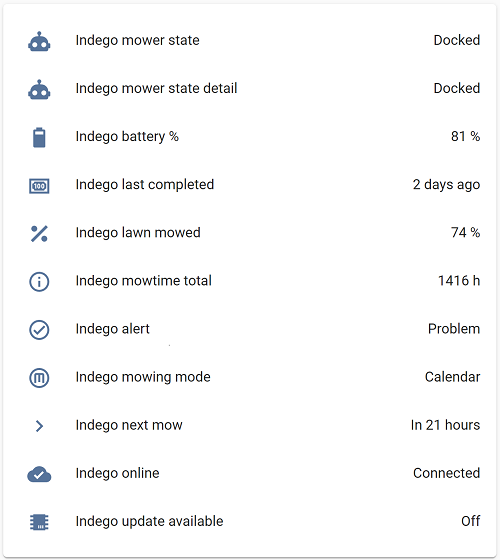 Indego mower state Docked
Indego mower state detail Docked
Indego battery % 81 %
100 Indego last completed 2 days ago
Indego lawn mowed 74 %
Indego mowtime total 1416 h
Indego alert Problem
m Indego mowing mode Calendar
Indego next mow In 21 hours
Indego online Connected
Indego update available Off